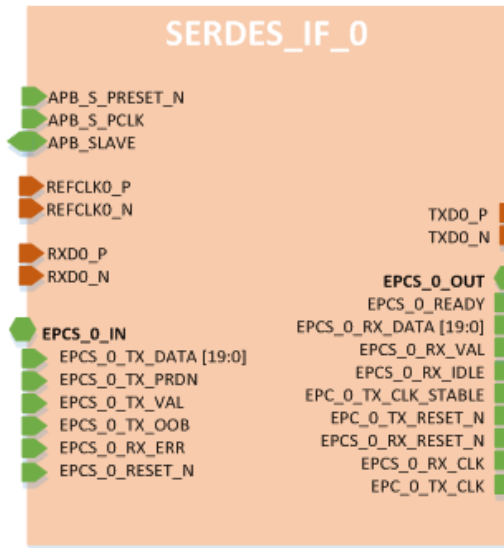 SERDES_IF_0
APB_S_PRESET_N
APB_S_PCLK
APB_SLAVE
REFCLK0_P
REFCLK0_N
RXD0_P
RXD0_N
EPCS_0_IN
EPCS_0_TX_DATA [19:0]
EPCS_0_TX_PRDN
EPCS_0_TX_VAL
EPCS_0_TX_OOB
EPCS_0_RX_ERR
EPCS_0_RESET_N
TXD0_P
TXD0_N
EPCS_0_OUT
EPCS_0_READY
EPCS_0_RX_DATA [19:0]
EPCS_0_RX_VAL
EPCS_0_RX_IDLE
EPC_0_TX_CLK_STABLE
EPC_0_TX_RESET_N
EPCS_0_RX_RESET_N
EPCS_0_RX_CLK
EPC_0_TX_CLK